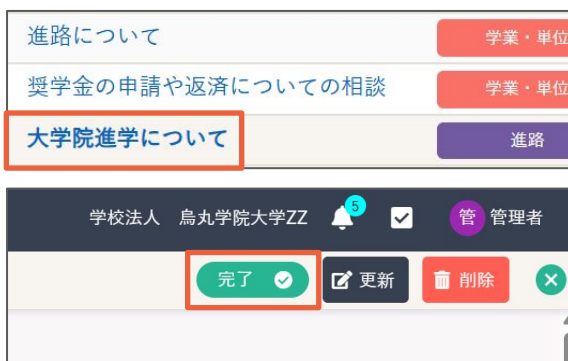 進路について 学業・単位
奨学金の申請や返済についての相談 学業・単位
大学院進学について 進路
学校法人 烏丸学院大学ZZ 5 管 管理者
完了 更新 削除